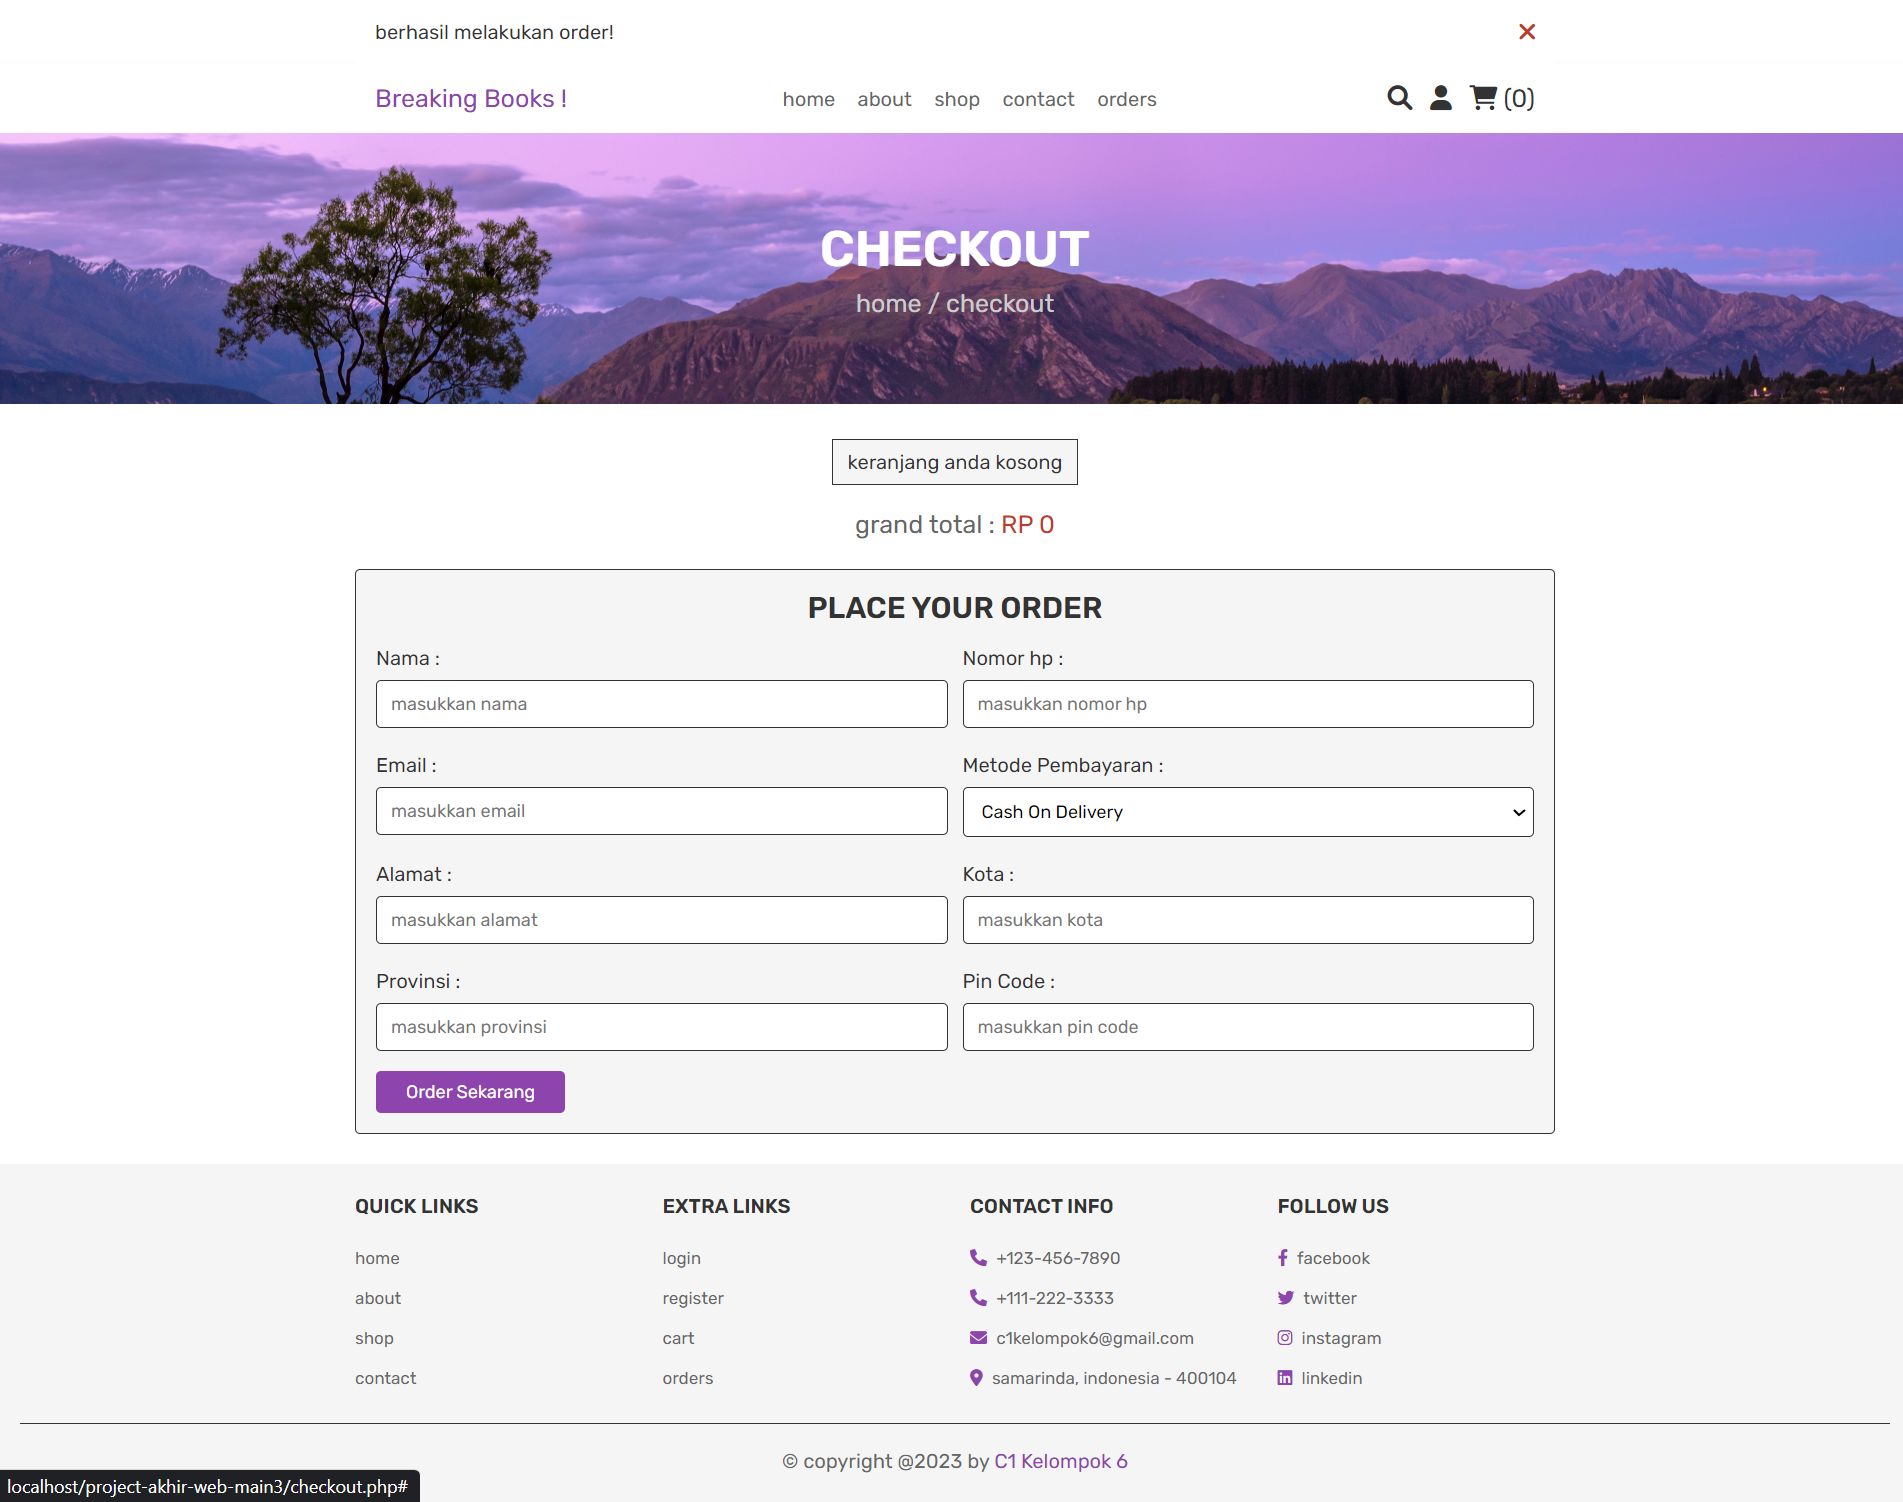 berhasil melakukan order!
Breaking Books ! home about shop contact orders (0)
CHECKOUT
home / checkout
keranjang anda kosong
grand total : RP 0
PLACE YOUR ORDER
Nama : Nomor hp :
masukkan nama masukkan nomor hp
Email : Metode Pembayaran :
masukkan email Cash On Delivery
Alamat : Kota :
masukkan alamat masukkan kota
Provinsi : Pin Code :
masukkan provinsi masukkan pin code
Order Sekarang
QUICK LINKS
home
about
shop
contact
EXTRA LINKS
login
register
cart
orders
CONTACT INFO
+123-456-7890
+111-222-3333
c1kelompok6@gmail.com
samarinda, indonesia - 400104
FOLLOW US
facebook
twitter
instagram
linkedin
© copyright @2023 by C1 Kelompok 6
localhost/project-akhir-web-main3/checkout.php#